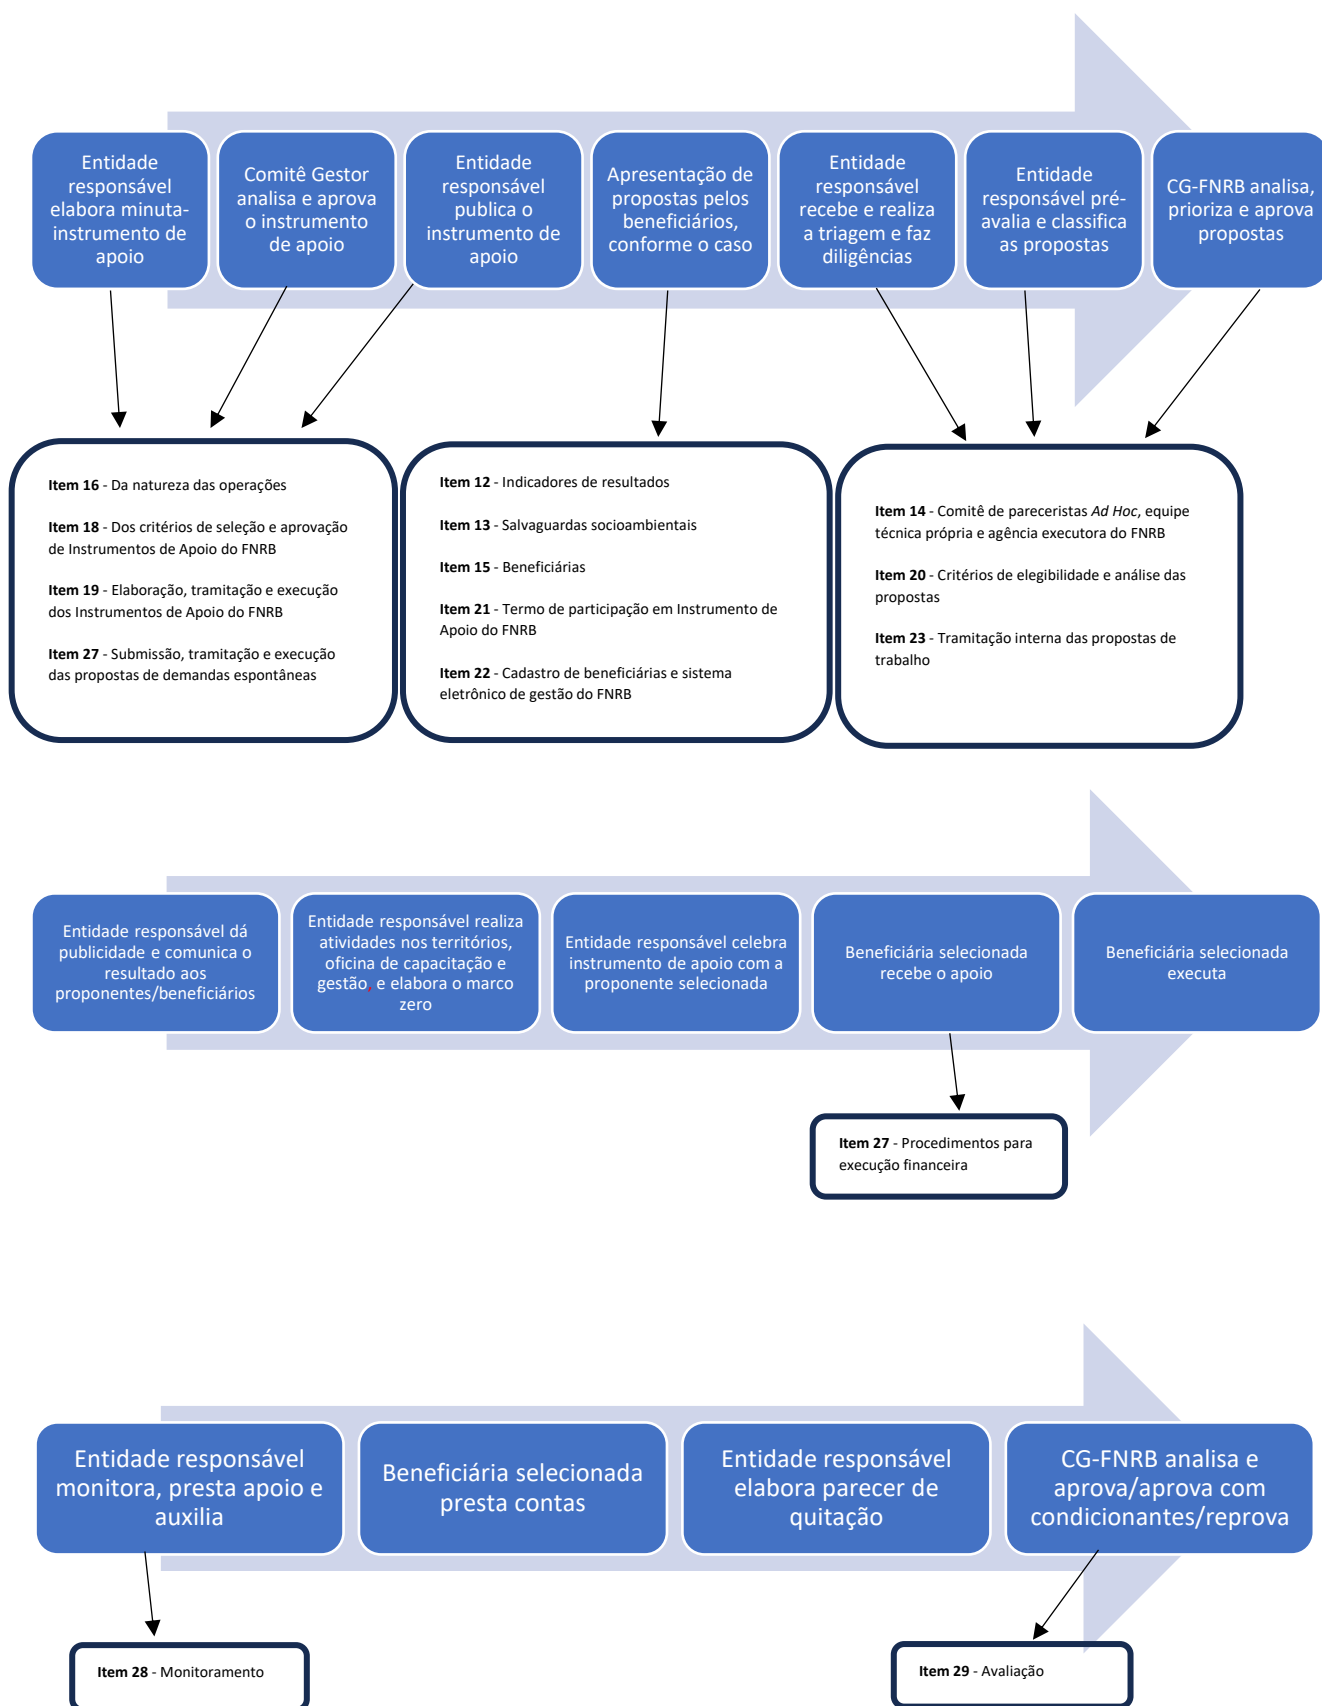 Entidade
responsável
elabora minuta-
instrumento de
apoio
Comitê Gestor
analisa e aprova
o instrumento
de apoio
Entidade
responsável
publica o
instrumento de
apoio
Apresentação de
propostas pelos
beneficiários,
conforme o caso
Entidade
responsável
recebe e realiza
a triagem e faz
diligências
Entidade
responsável pré-
avalia e classifica
as propostas
CG-FNRB analisa,
prioriza e aprova
propostas
Item 16 - Da natureza das operações
Item 18 - Dos critérios de seleção e aprovação
de Instrumentos de Apoio do FNRB
Item 19 - Elaboração, tramitação e execução
dos Instrumentos de Apoio do FNRB
Item 27 - Submissão, tramitação e execução
das propostas de demandas espontâneas
Item 12 - Indicadores de resultados
Item 13 - Salvaguardas socioambientais
Item 15 - Beneficiárias
Item 21 - Termo de participação em Instrumento de
Apoio do FNRB
Item 22 - Cadastro de beneficiárias e sistema
eletrônico de gestão do FNRB
Item 14 - Comitê de pareceristas Ad Hoc, equipe
técnica própria e agência executora do FNRB
Item 20 - Critérios de elegibilidade e análise das
propostas
Item 23 - Tramitação interna das propostas de
trabalho
Entidade responsável dá
publicidade e comunica o
resultado aos
proponentes/beneficiários
Entidade responsável realiza
atividades nos territórios,
oficina de capacitação e
gestão, e elabora o marco
zero
Entidade responsável celebra
instrumento de apoio com a
proponente selecionada
Beneficiária selecionada
recebe o apoio
Beneficiária selecionada
executa
Item 27 - Procedimentos para
execução financeira
Entidade responsável
monitora, presta apoio e
auxilia
Beneficiária selecionada
presta contas
Entidade responsável
elabora parecer de
quitação
CG-FNRB analisa e
aprova/aprova com
condicionantes/reprova
Item 28 - Monitoramento
Item 29 - Avaliação